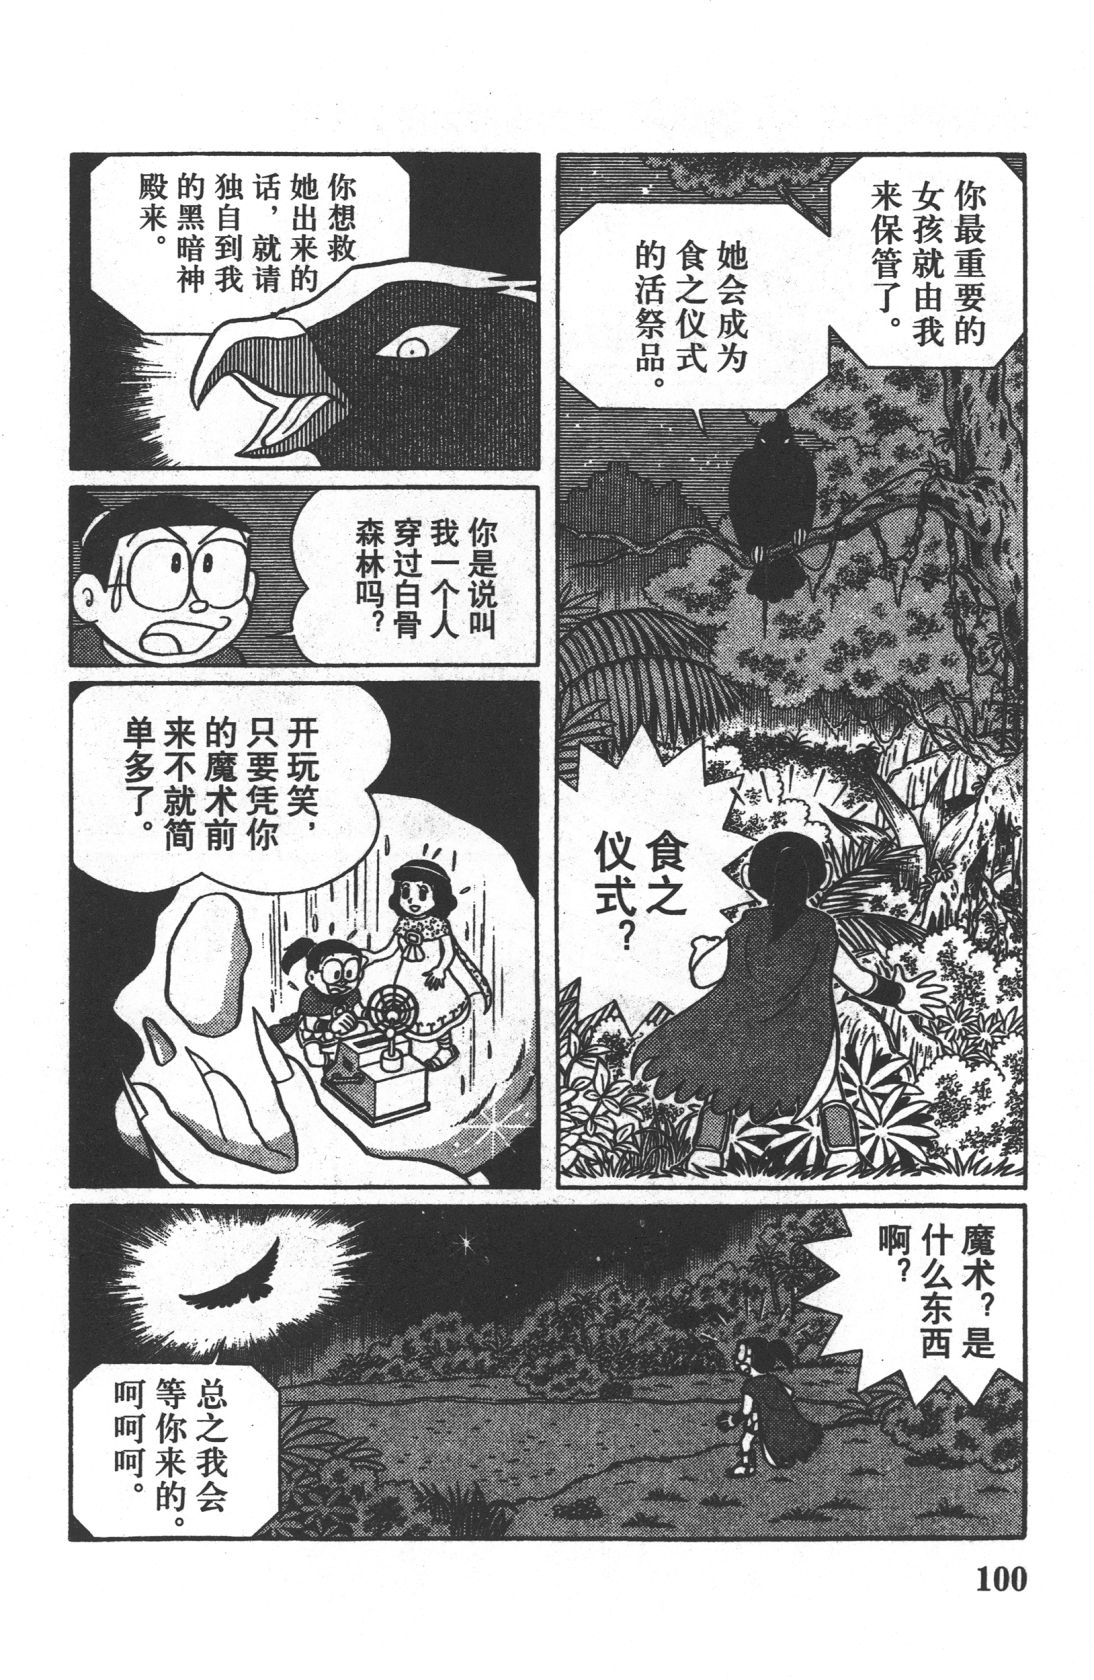 你最重要的
女孩就由我
来保管了。
她会成为
食之仪式
的活祭品。
食之
仪式？
你想救
她出来的
话，就请
独自到我
的黑暗神
殿来。
你是说叫
我一个人
穿过白骨
森林吗？
开玩笑，
只要凭你
的魔术前
来不就简
单多了。
魔术？是
什么东西
啊？
总之我会
等你来的。
呵呵呵。
100